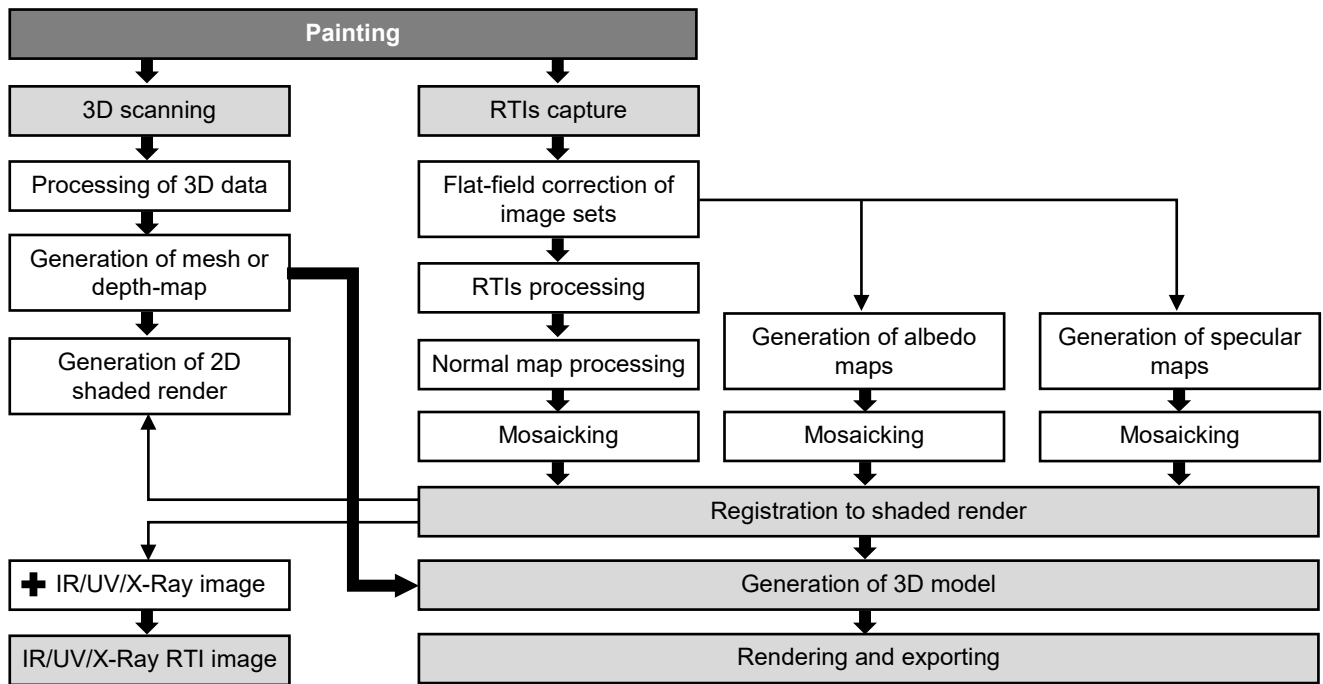 Painting
3D scanning
RTIs capture
Processing of 3D data
Flat-field correction of
image sets
Generation of mesh or
depth-map
RTIs processing
Generation of 2D
shaded render
Normal map processing
Generation of albedo
maps
Generation of specular
maps
Mosaicking
Mosaicking
Mosaicking
Registration to shaded render
IR/UV/X-Ray image
Generation of 3D model
IR/UV/X-Ray RTI image
Rendering and exporting